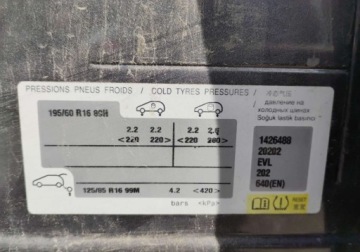 PRESSIONS PNEUS FROIDS / COLD TYRES PRESSURES /
давление на
холодных шинах
Soğuk lastik basıncı
195/60 R16 89H
2.2 2.2 2.2
<220 220> <220
1426488
20202
EVL
202
640(EN)
125/85 R16 99M 4.2 <420>
bars <kPa>
RESET